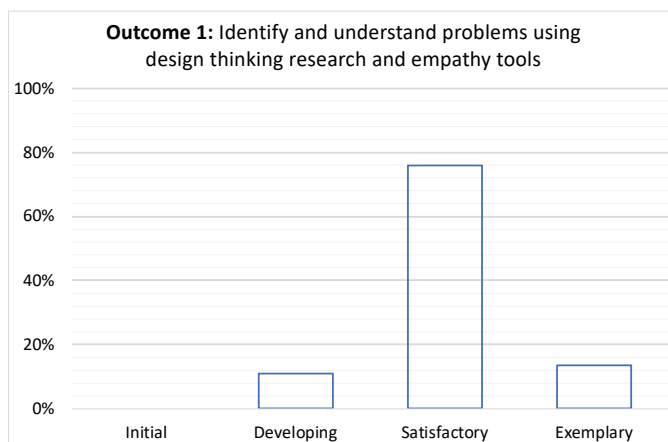 Outcome 1: Identify and understand problems using
design thinking research and empathy tools
100%
80%
60%
40%
20%
0%
Initial Developing Satisfactory Exemplary